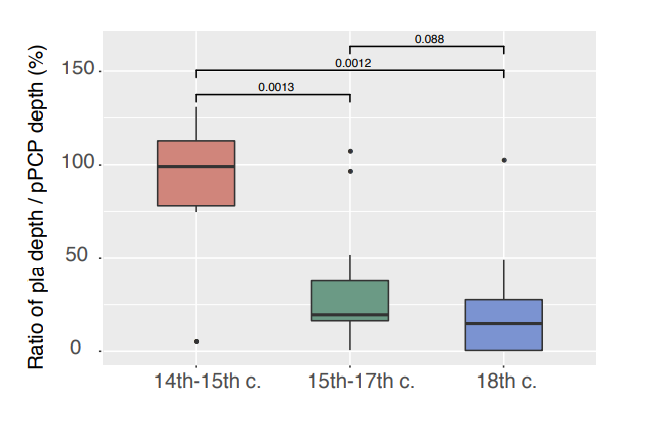 Ratio of pla depth / pPCP depth (%)
150
100
50
0
0.088
0.0012
0.0013
14th-15th c.
15th-17th c.
18th c.